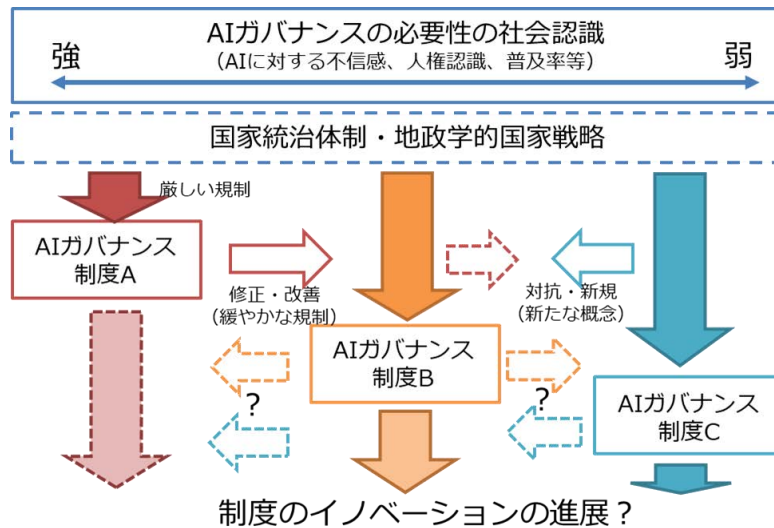 AIガバナンスの必要性の社会認識
強
(AIに対する不信感、人権認識、普及率等)
弱
国家統治体制・地政学的国家戦略
厳しい規制
AIガバナンス
制度A
修正・改善
(緩やかな規制)
対抗・新規
(新たな概念)
AIガバナンス
制度B
?
?
AIガバナンス
制度C
制度のイノベーションの進展？